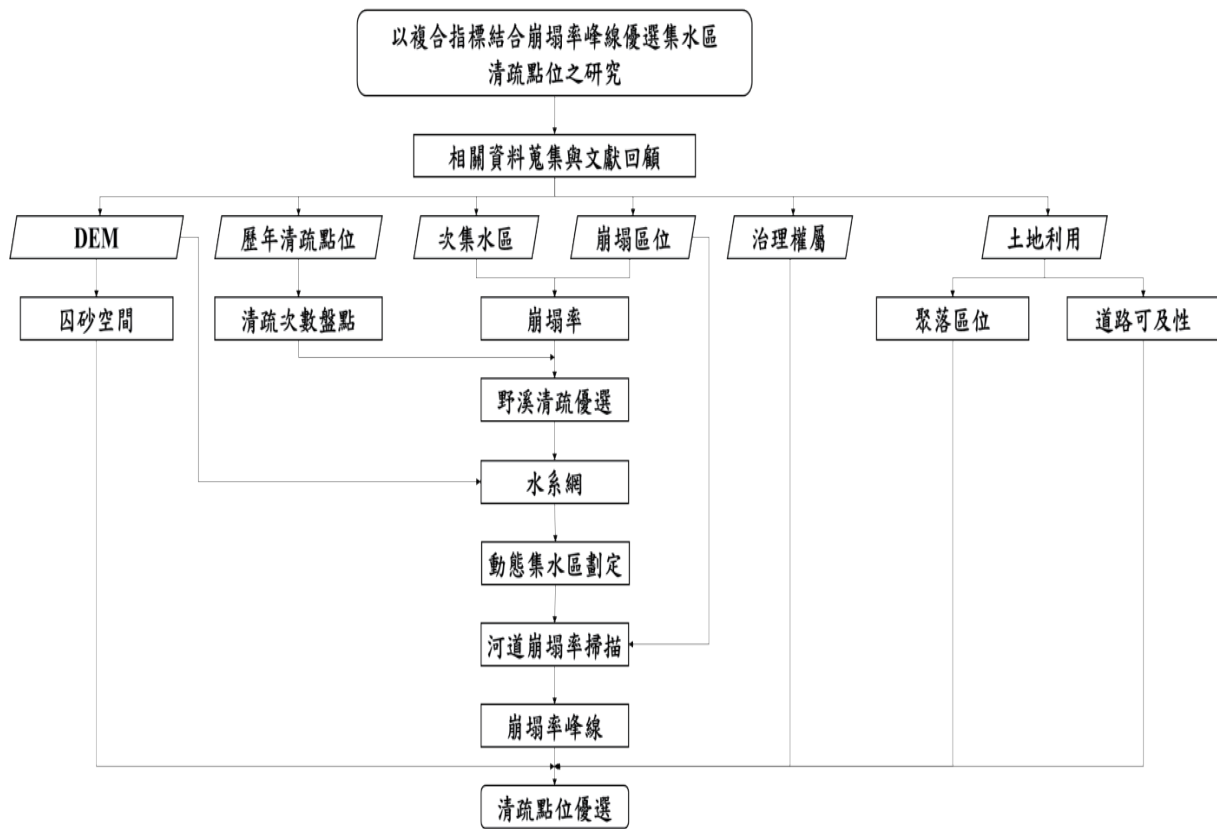 以複合指標結合崩塌率峰線優選集水區
清疏點位之研究
相關資料蒐集與文獻回顧
DEM
歷年清疏點位
次集水區
崩塌區位
治理權屬
土地利用
囚砂空間
清疏次數盤點
崩塌率
聚落區位
道路可及性
野溪清疏優選
水系網
動態集水區劃定
河道崩塌率掃描
崩塌率峰線
清疏點位優選